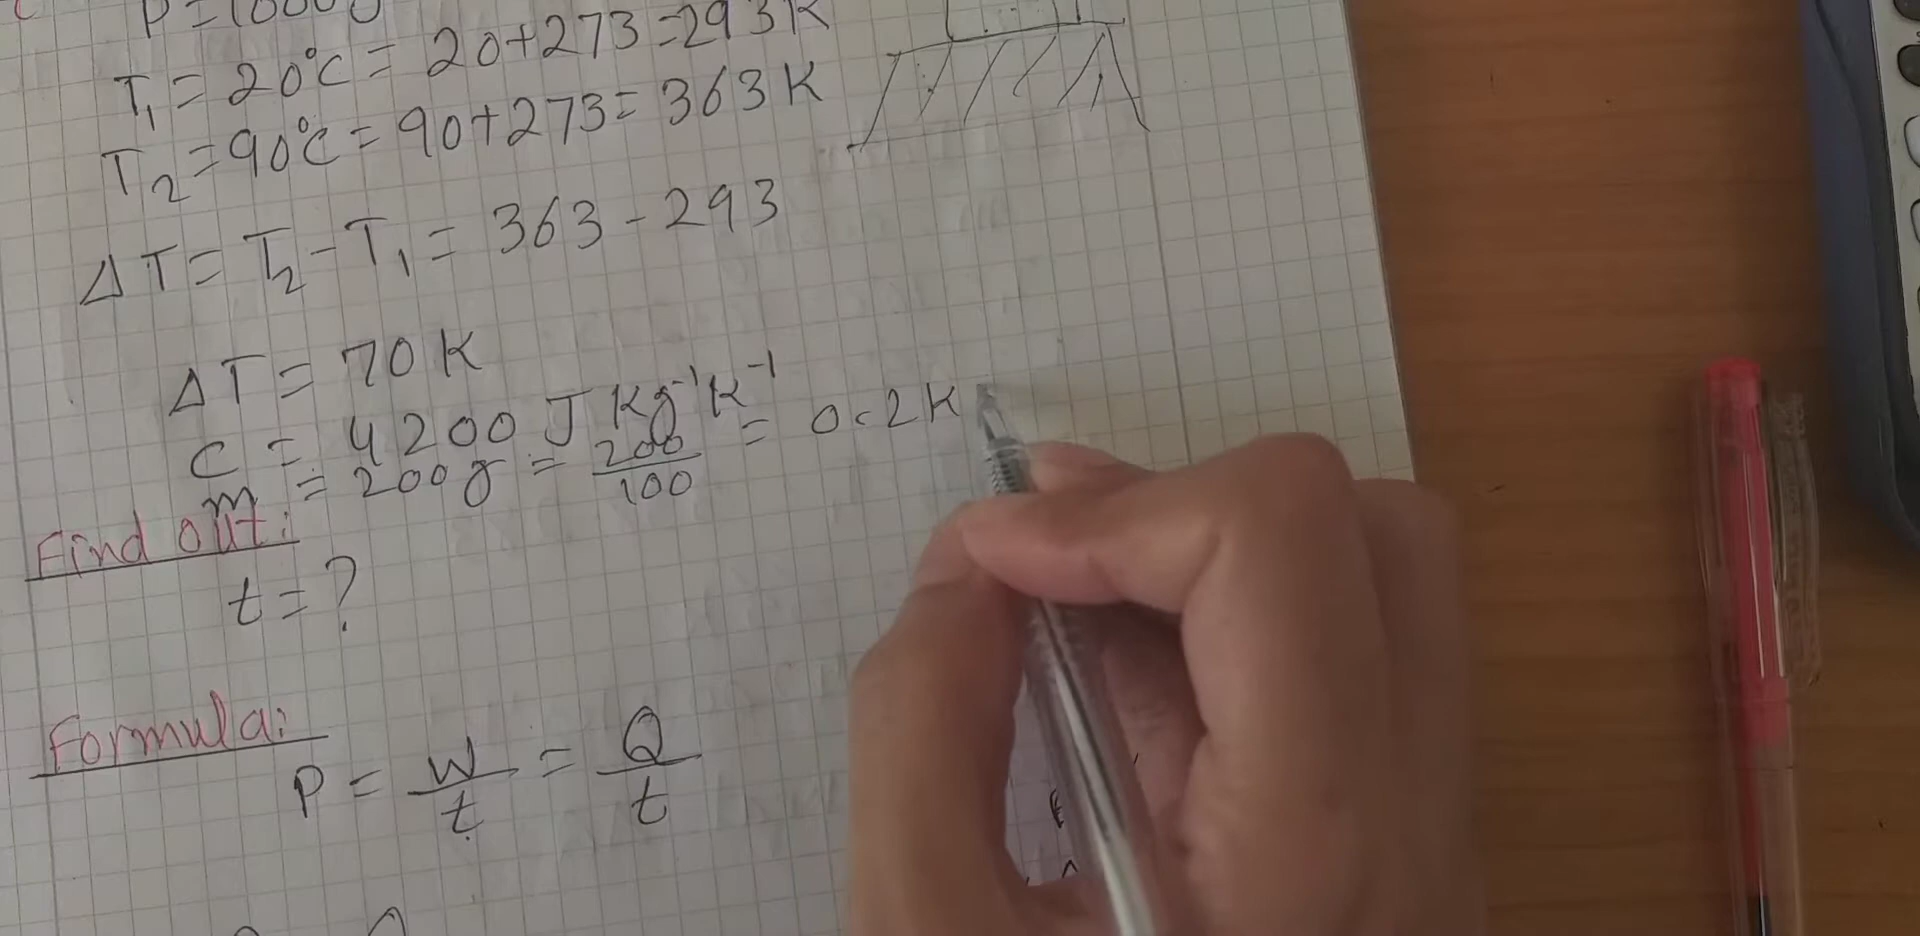 P = 1000 J
T₁ = 20°C = 20+273 = 293 K
T₂ = 90°C = 90+273 = 363 K
ΔT = T₂ - T₁ = 363 - 293
ΔT = 70 K
C = 4200 J Kg⁻¹ K⁻¹
m = 200 g = 200/100 = 0.2 K
Find out:
t = ?
Formula:
P = W/t = Q/t